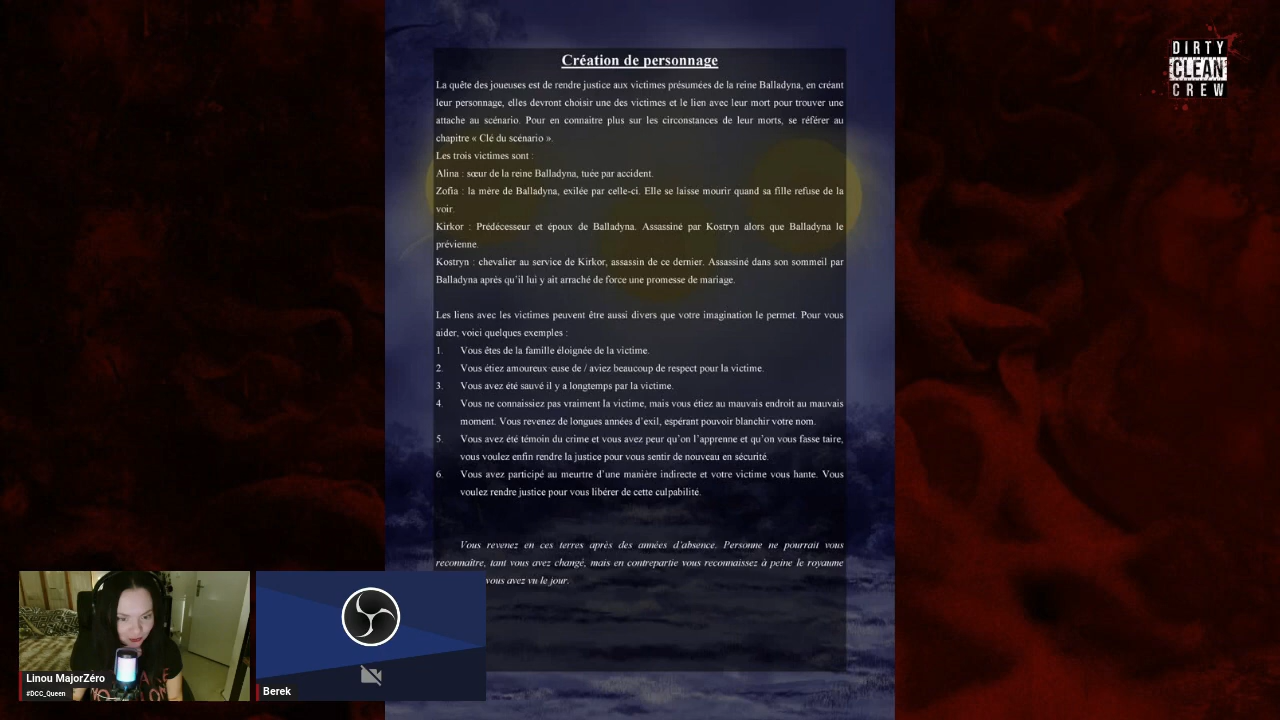 Création de personnage
La quête des joueuses est de rendre justice aux victimes présumées de la reine Balladyna, en créant
leur personnage, elles devront choisir une des victimes et le lien avec leur mort pour trouver une
attache au scénario. Pour en connaitre plus sur les circonstances de leur morts, se référer au
chapitre « Clé du scénario ».
Les trois victimes sont :
Alina : sœur de la reine Balladyna, tuée par accident.
Zofia : la mère de Balladyna, exilée par celle-ci. Elle se laisse mourir quand sa fille refuse de la
voir.
Kirkor : Prédécesseur et époux de Balladyna. Assassiné par Kostryn alors que Balladyna le
prévienne.
Kostryn : chevalier au service de Kirkor, assassin de ce dernier. Assassiné dans son sommeil par
Balladyna après qu'il lui y ait arraché de force une promesse de mariage.
Les liens avec les victimes peuvent être aussi divers que votre imagination le permet. Pour vous
aider, voici quelques exemples :
1. Vous êtes de la famille éloignée de la victime.
2. Vous étiez amoureux·euse de / aviez beaucoup de respect pour la victime.
3. Vous avez été sauvé il y a longtemps par la victime.
4. Vous ne connaissiez pas vraiment la victime, mais vous étiez au mauvais endroit au mauvais
moment. Vous revenez de longues années d'exil, espérant pouvoir blanchir votre nom.
5. Vous avez été témoin du crime et vous avez peur qu'on l'apprenne et qu'on vous fasse taire,
vous voulez enfin rendre la justice pour vous sentir de nouveau en sécurité.
6. Vous avez participé au meurtre d'une manière indirecte et votre victime vous hante. Vous
voulez rendre justice pour vous libérer de cette culpabilité.
Vous revenez en ces terres après des années d'absence. Personne ne pourrait vous
reconnaître, tant vous avez changé, mais en contrepartie vous reconnaissez à peine le royaume
vous avez vu le jour.
DIRTY
CLEAN
CREW
Linou MajorZéro
#DCC_Queen
Berek